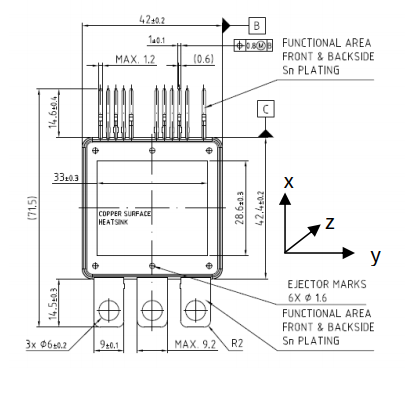 42±0.2
B
1±0.1
⌖ 0.8Ⓜ B
FUNCTIONAL AREA
FRONT & BACKSIDE
Sn PLATING
MAX. 1.2
(0.6)
14.6±0.4
C
33±0.3
(71.5)
COPPER SURFACE
HEATSINK
28.6±0.3
42.4±0.2
x
z
y
EJECTOR MARKS
6X Ø 1.6
14.5±0.3
FUNCTIONAL AREA
FRONT & BACKSIDE
Sn PLATING
3x Ø6±0.2
9±0.1
MAX. 9.2
R2